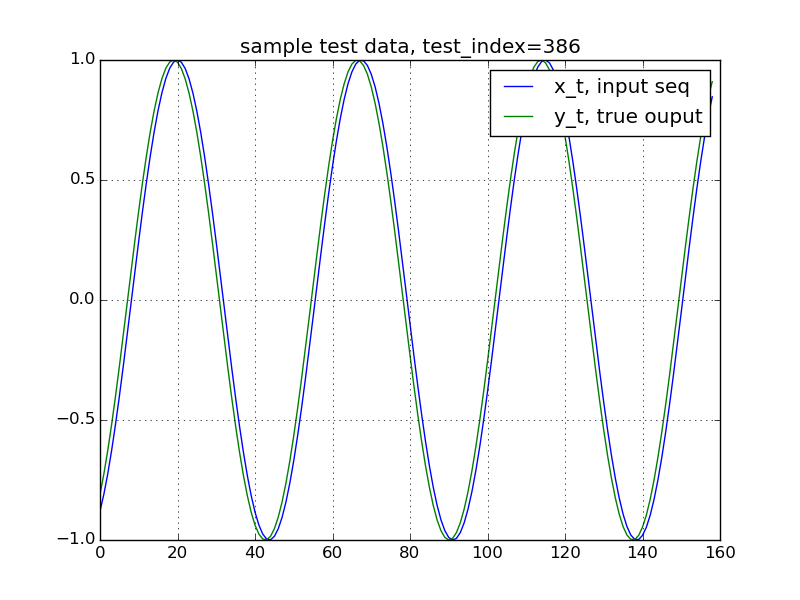 sample test data, test_index=386
x_t, input seq
y_t, true ouput
1.0
0.5
0.0
−0.5
−1.0
0 20 40 60 80 100 120 140 160